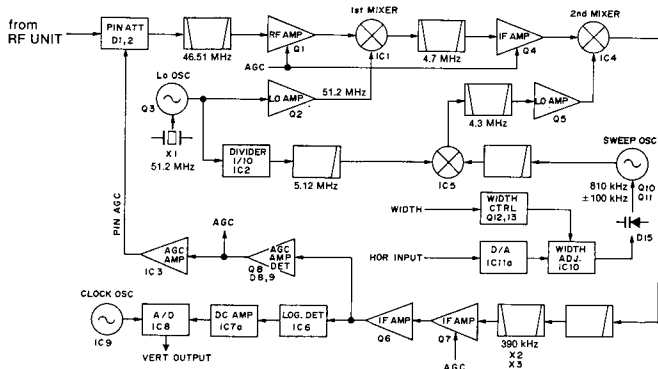 from
RF UNIT
PIN ATT
D1,2
46.51 MHz
RF AMP
Q1
1st MIXER
IC1
4.7 MHz
IF AMP
Q4
2nd MIXER
IC4
AGC
Lo OSC
Q3
X1
51.2 MHz
LO AMP
Q2
51.2 MHz
4.3 MHz
LO AMP
Q5
DIVIDER
1/10
IC2
5.12 MHz
IC5
SWEEP OSC
810 kHz
±100 kHz
Q10
Q11
PIN AGC
WIDTH
WIDTH
CTRL
Q12,13
D15
HOR INPUT
D/A
IC11a
WIDTH
ADJ.
IC10
AGC
AGC
AMP
IC3
AGC
AMP
DET
Q8
D8,9
CLOCK OSC
IC9
A/D
IC8
DC AMP
IC7a
LOG. DET
IC6
IF AMP
Q6
IF AMP
Q7
390 kHz
X2
X3
VERT OUTPUT
AGC